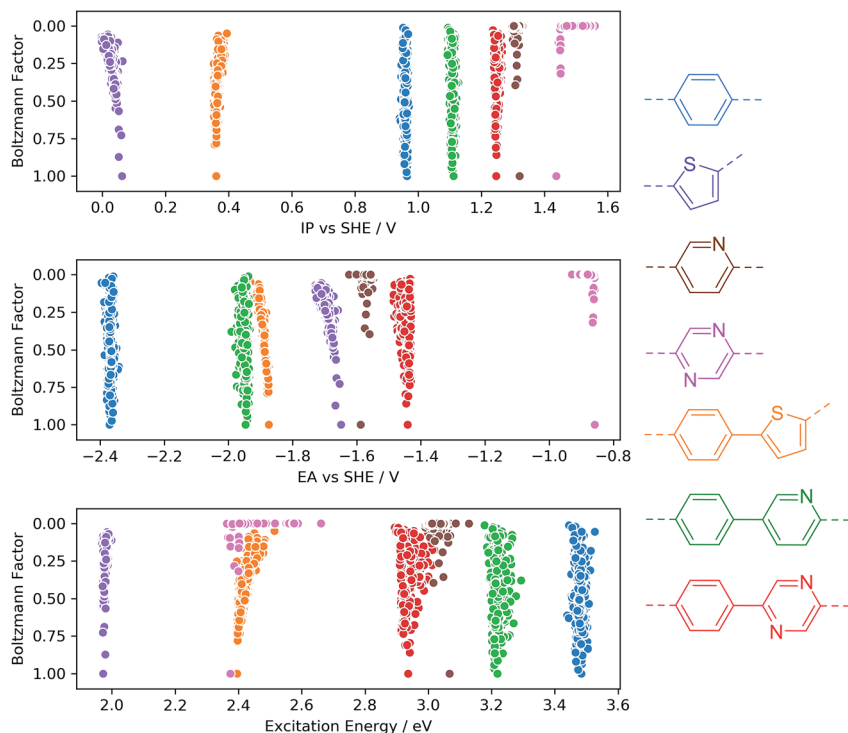 0.00
0.25
0.50
0.75
1.00
Boltzmann Factor
0.0 0.2 0.4 0.6 0.8 1.0 1.2 1.4 1.6
IP vs SHE / V
0.00
0.25
0.50
0.75
1.00
Boltzmann Factor
−2.4 −2.2 −2.0 −1.8 −1.6 −1.4 −1.2 −1.0 −0.8
EA vs SHE / V
0.00
0.25
0.50
0.75
1.00
Boltzmann Factor
2.0 2.2 2.4 2.6 2.8 3.0 3.2 3.4 3.6
Excitation Energy / eV
S
N
N
N
S
N
N
N